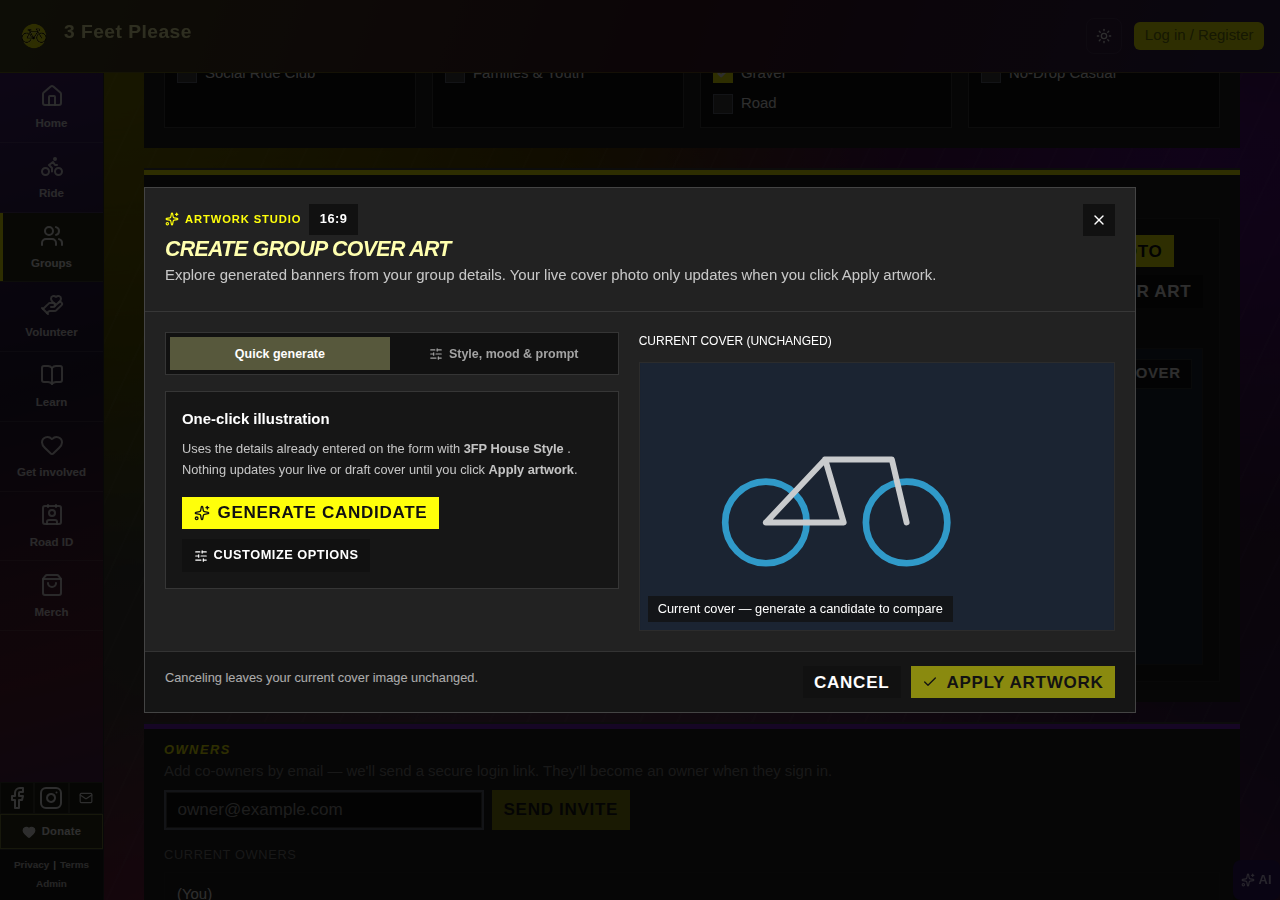 3 Feet Please
Log in / Register
Social Ride Club
Families & Youth
Gravel
No-Drop Casual
Road
Home
Ride
Groups
Volunteer
Learn
Get involved
Road ID
Merch
ARTWORK STUDIO
16:9
CREATE GROUP COVER ART
Explore generated banners from your group details. Your live cover photo only updates when you click Apply artwork.
TO
R ART
OVER
Quick generate
Style, mood & prompt
CURRENT COVER (UNCHANGED)
One-click illustration
Uses the details already entered on the form with 3FP House Style .
Nothing updates your live or draft cover until you click Apply artwork.
GENERATE CANDIDATE
CUSTOMIZE OPTIONS
Current cover — generate a candidate to compare
Canceling leaves your current cover image unchanged.
CANCEL
APPLY ARTWORK
OWNERS
Add co-owners by email — we'll send a secure login link. They'll become an owner when they sign in.
owner@example.com
SEND INVITE
CURRENT OWNERS
(You)
Donate
Privacy | Terms
Admin
AI